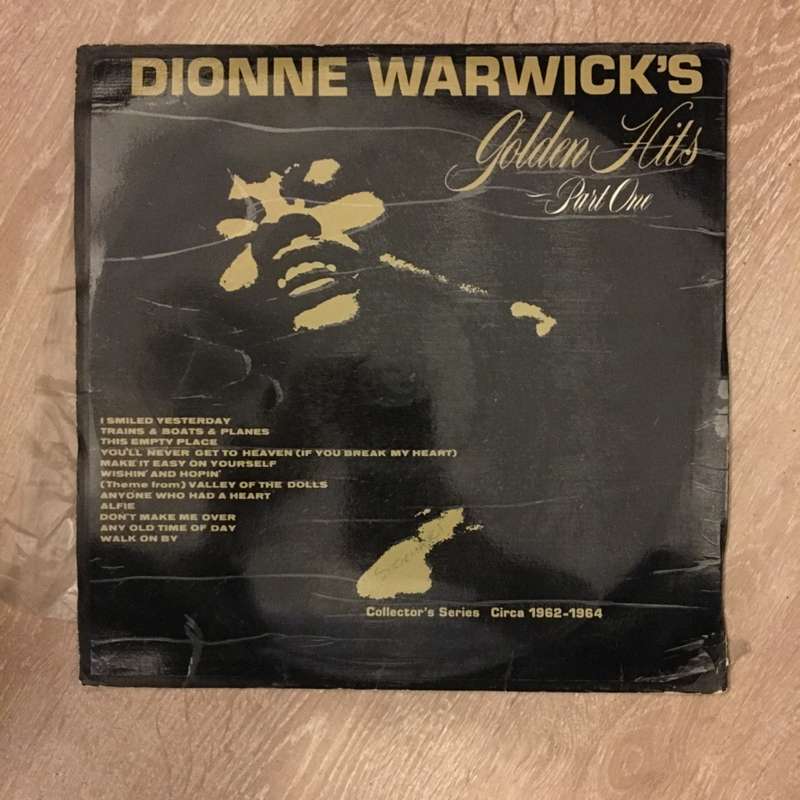 DIONNE WARWICK'S
Golden Hits
Part One
I SMILED YESTERDAY
TRAINS & BOATS & PLANES
THIS EMPTY PLACE
YOU'LL NEVER GET TO HEAVEN (IF YOU BREAK MY HEART)
MAKE IT EASY ON YOURSELF
WISHIN' AND HOPIN'
(Theme from) VALLEY OF THE DOLLS
ANYONE WHO HAD A HEART
ALFIE
DON'T MAKE ME OVER
ANY OLD TIME OF DAY
WALK ON BY
Collector's Series Circa 1962-1964